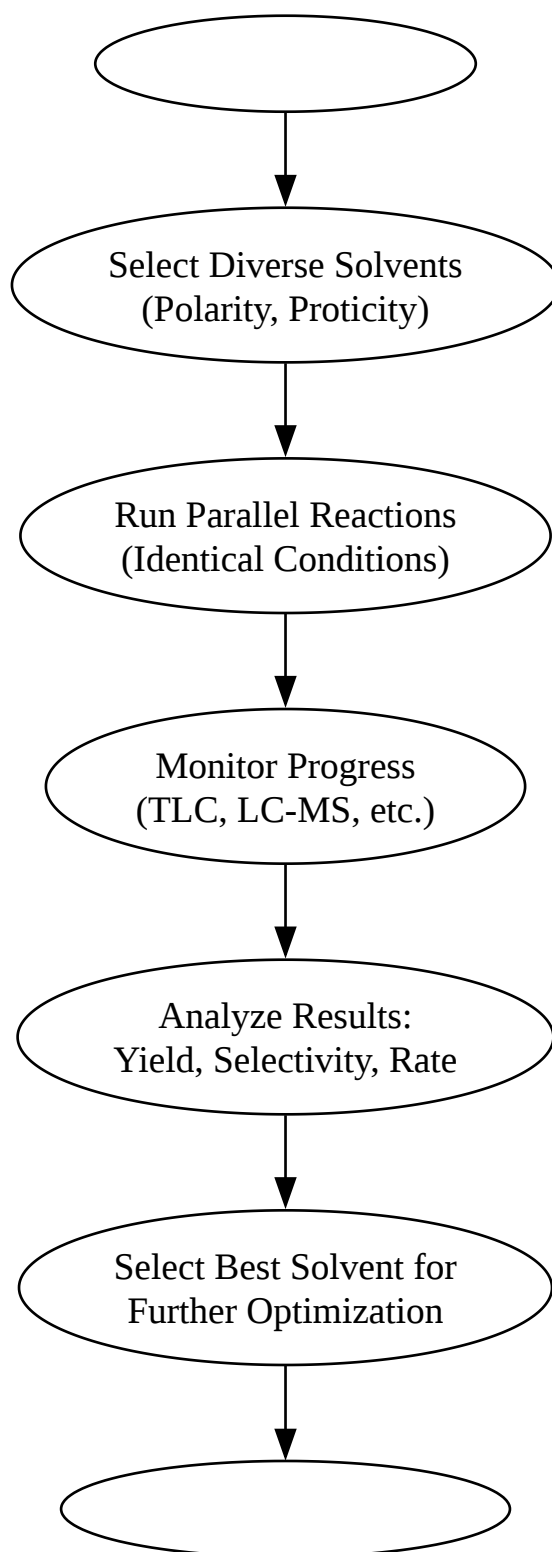 Select Diverse Solvents
(Polarity, Proticity)
Run Parallel Reactions
(Identical Conditions)
Monitor Progress
(TLC, LC-MS, etc.)
Analyze Results:
Yield, Selectivity, Rate
Select Best Solvent for
Further Optimization